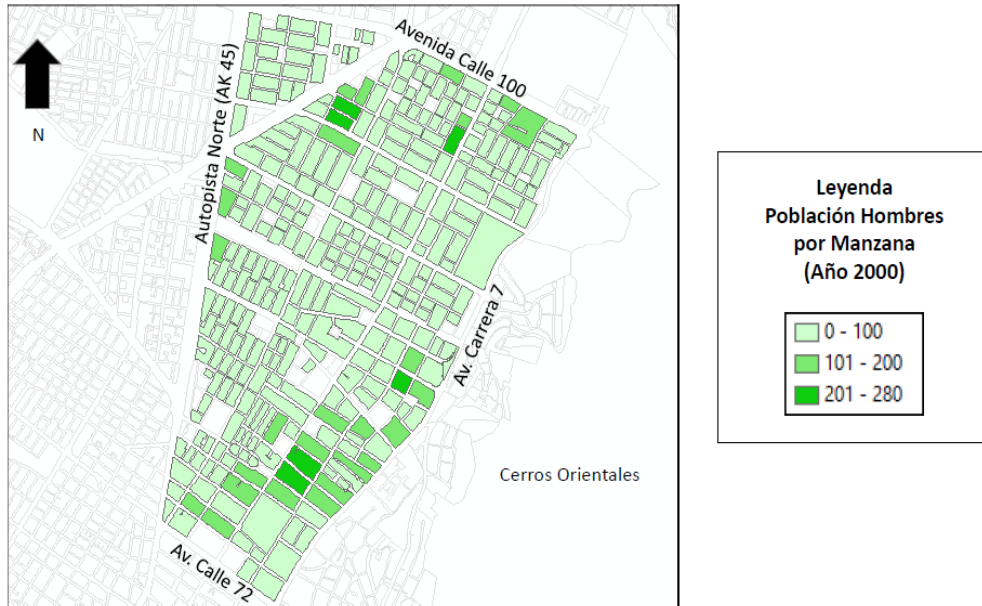 Avenida Calle 100
Autopista Norte (AK 45)
N
Av. Carrera 7
Cerros Orientales
Av. Calle 72
Leyenda
Población Hombres
por Manzana
(Año 2000)
0 - 100
101 - 200
201 - 280